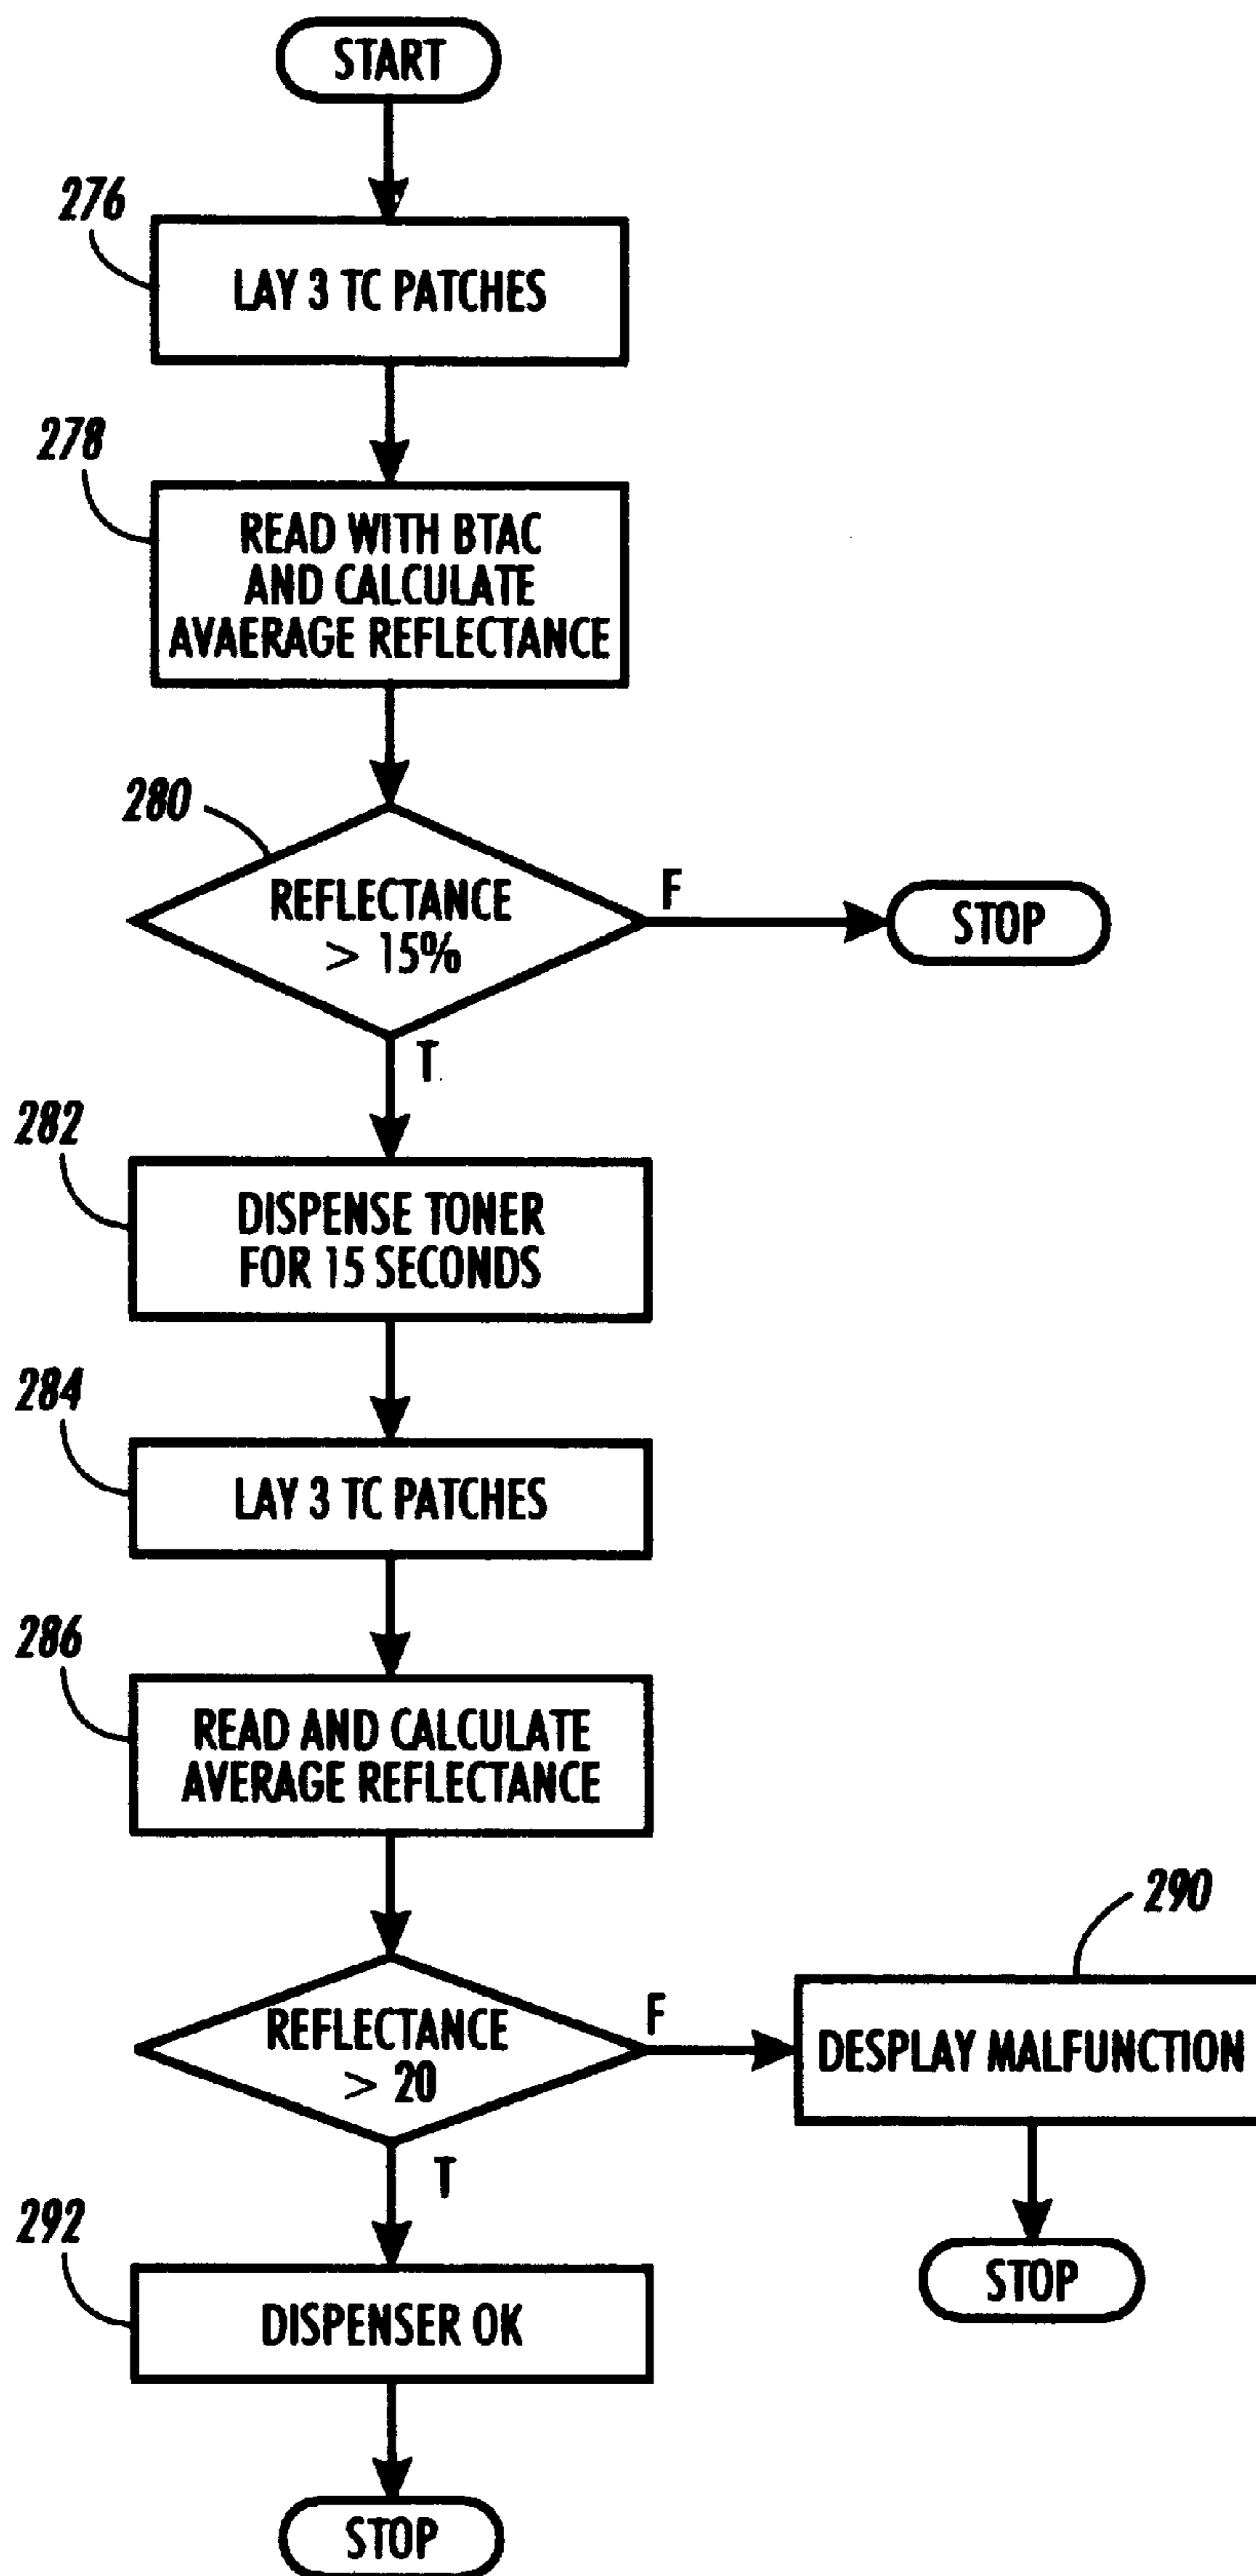 START
276
LAY 3 TC PATCHES
278
READ WITH BTAC
AND CALCULATE
AVAERAGE REFLECTANCE
280
REFLECTANCE
> 15%
F
STOP
T
282
DISPENSE TONER
FOR 15 SECONDS
284
LAY 3 TC PATCHES
286
READ AND CALCULATE
AVERAGE REFLECTANCE
REFLECTANCE
> 20
F
290
DESPLAY MALFUNCTION
STOP
T
292
DISPENSER OK
STOP